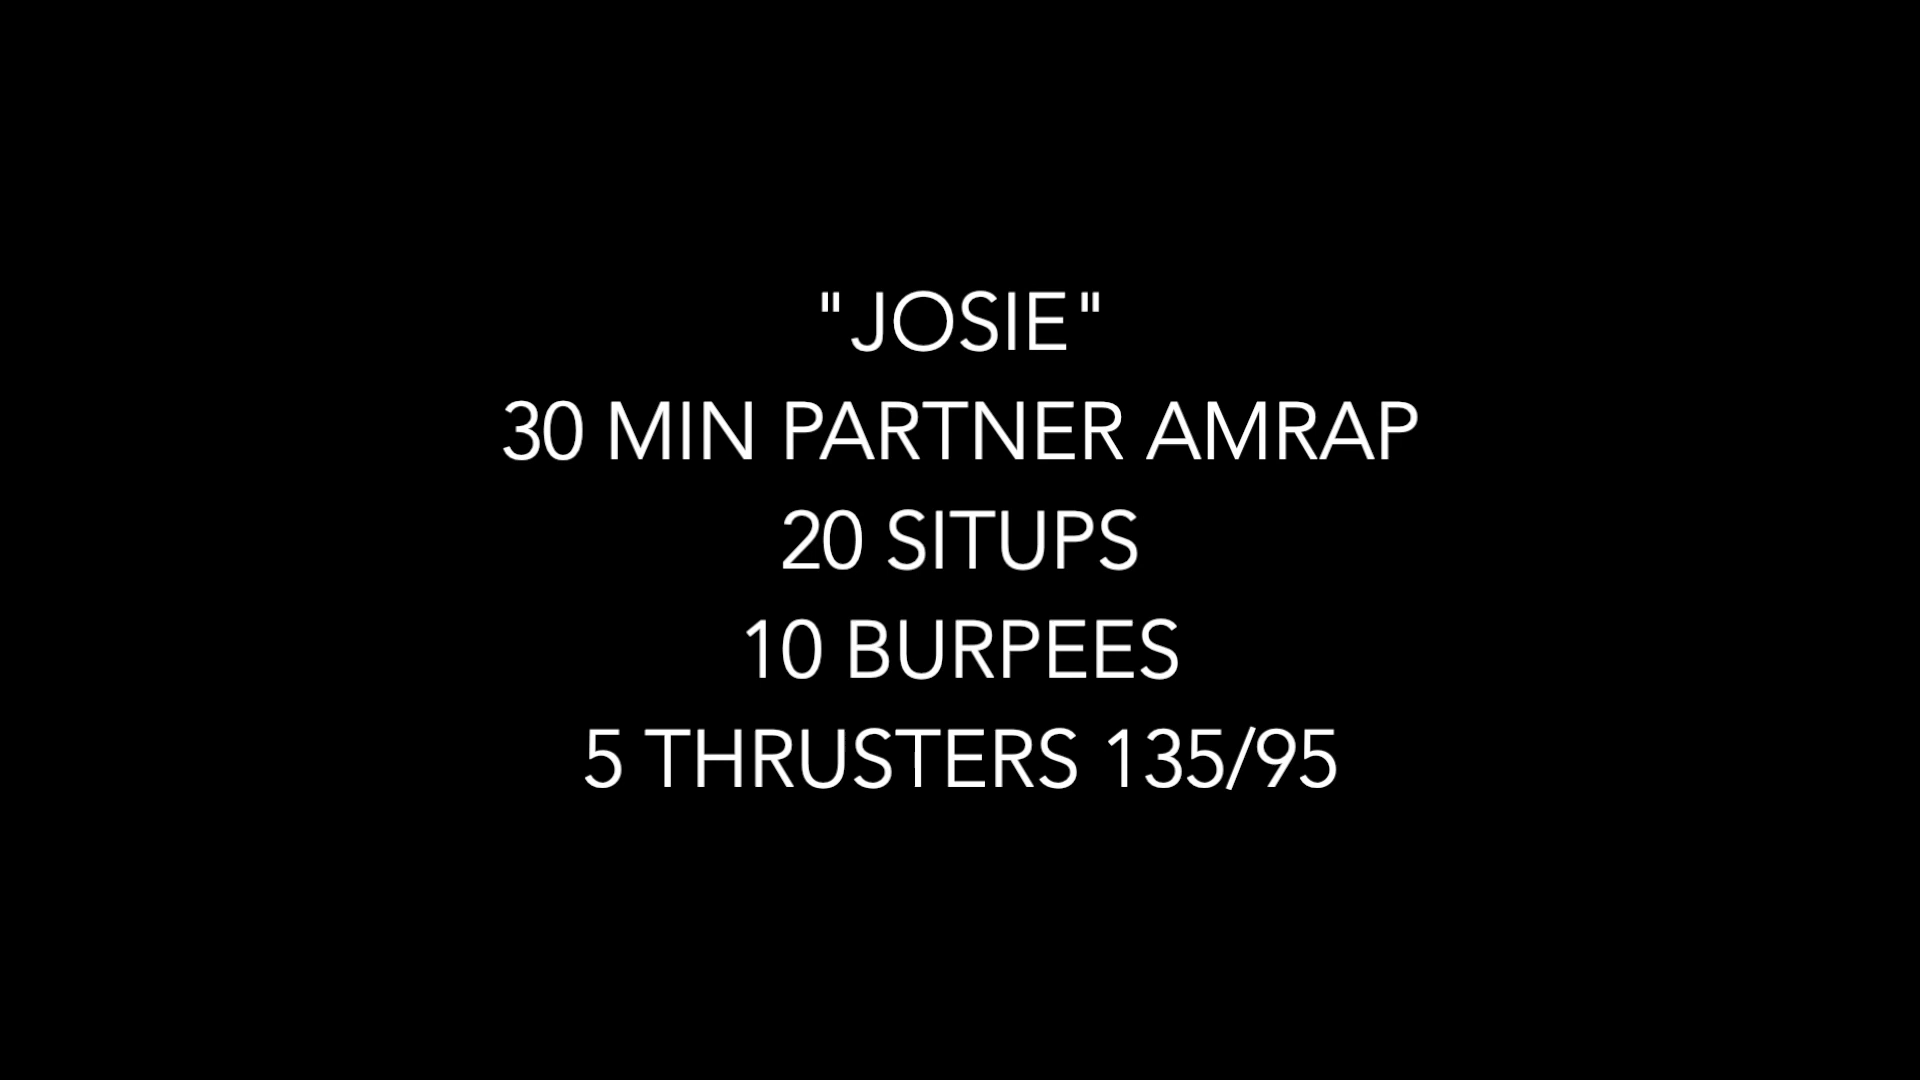 "JOSIE"
30 MIN PARTNER AMRAP
20 SITUPS
10 BURPEES
5 THRUSTERS 135/95